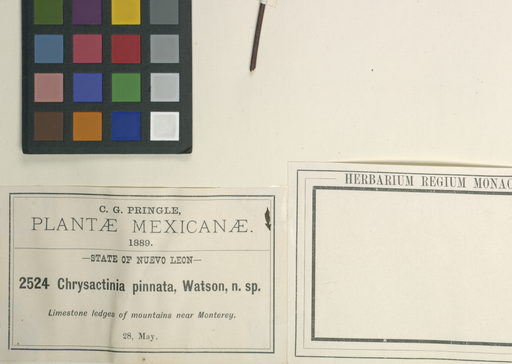 HERBARIUM REGIUM MONAC
C. G. PRINGLE,
PLANTÆ MEXICANÆ.
1889.
—STATE OF NUEVO LEON—
2524 Chrysactinia pinnata, Watson, n. sp.
Limestone ledges of mountains near Monterey.
28, May.